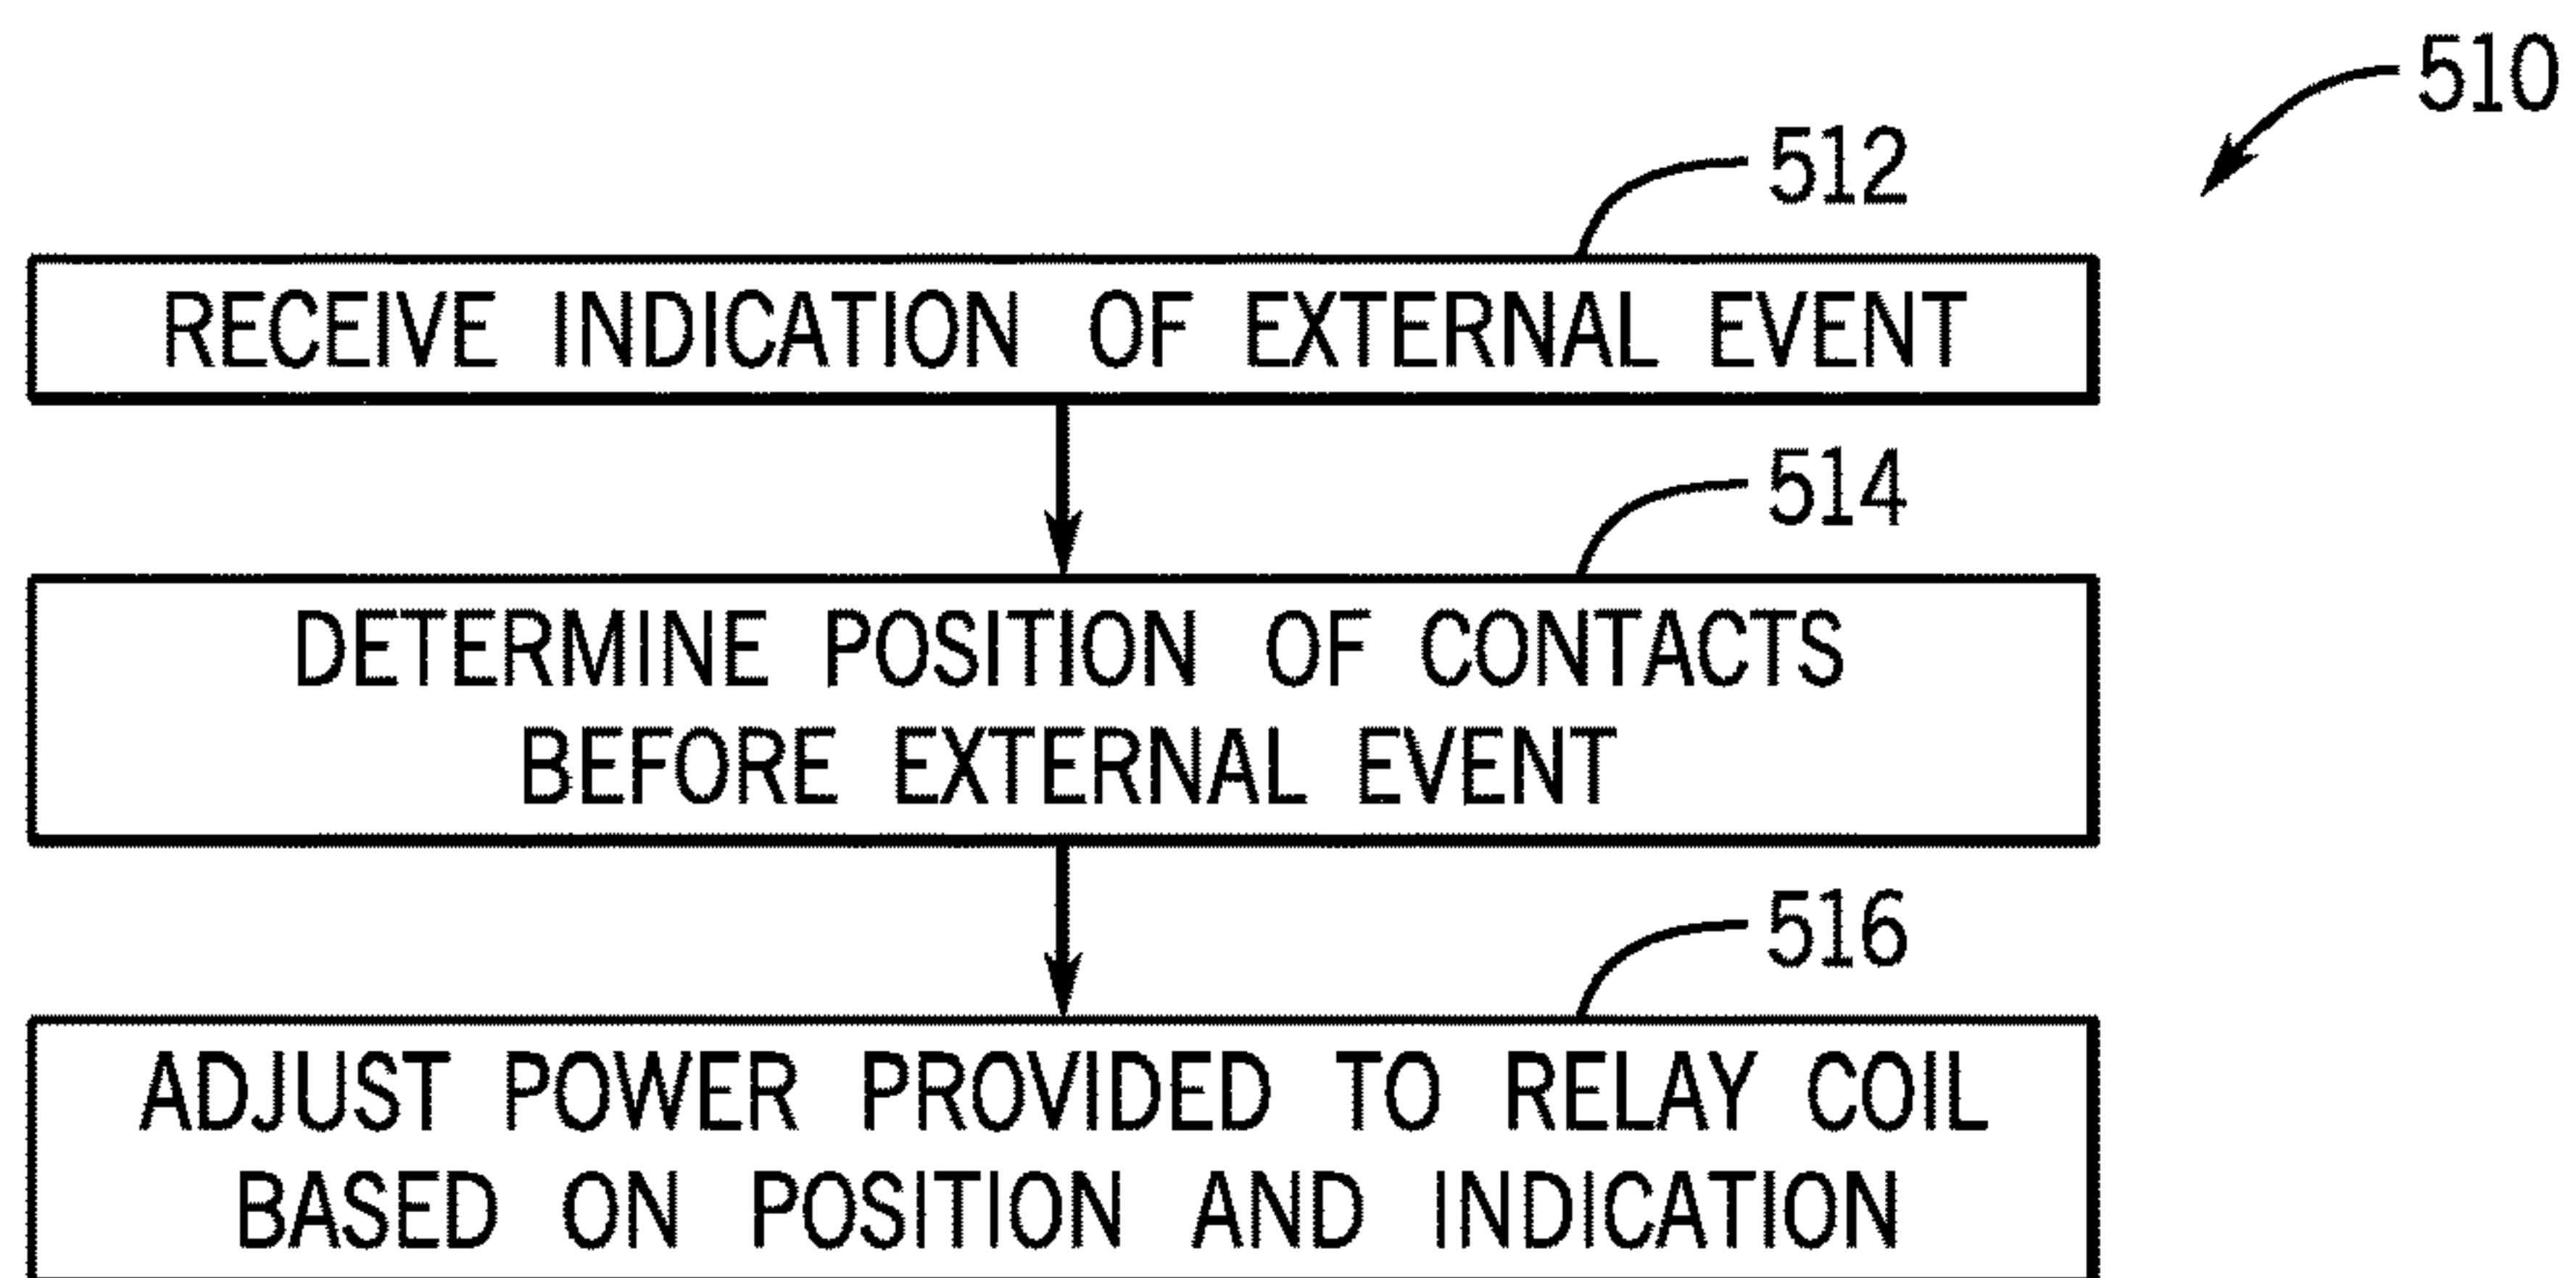 510
512
RECEIVE INDICATION OF EXTERNAL EVENT
514
DETERMINE POSITION OF CONTACTS
BEFORE EXTERNAL EVENT
516
ADJUST POWER PROVIDED TO RELAY COIL
BASED ON POSITION AND INDICATION